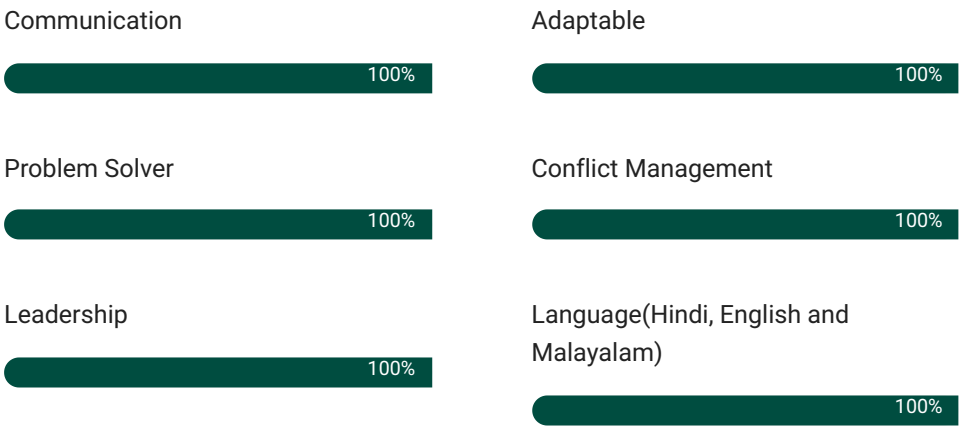 Communication
100%
Adaptable
100%
Problem Solver
100%
Conflict Management
100%
Leadership
100%
Language(Hindi, English and
Malayalam)
100%